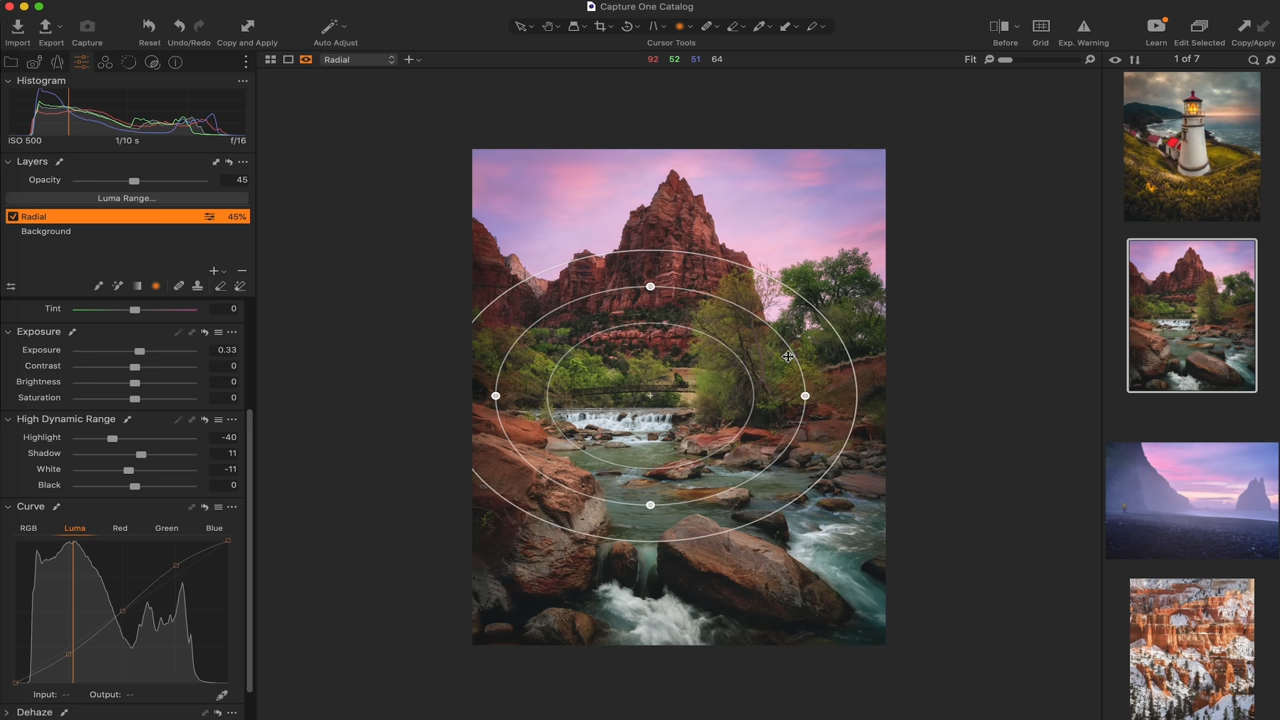 Capture One Catalog
Import Export Capture Reset Undo/Redo Copy and Apply Auto Adjust Cursor Tools Before Grid Exp. Warning Learn Edit Selected Copy/Apply
Radial 92 52 51 64 Fit 1 of 7
Histogram
ISO 500 1/10 s f/16
Layers
Opacity 45
Luma Range...
Radial 45%
Background
Tint 0
Exposure
Exposure 0.33
Contrast 0
Brightness 0
Saturation 0
High Dynamic Range
Highlight -40
Shadow 11
White -11
Black 0
Curve
RGB Luma Red Green Blue
Input: -- Output: --
Dehaze